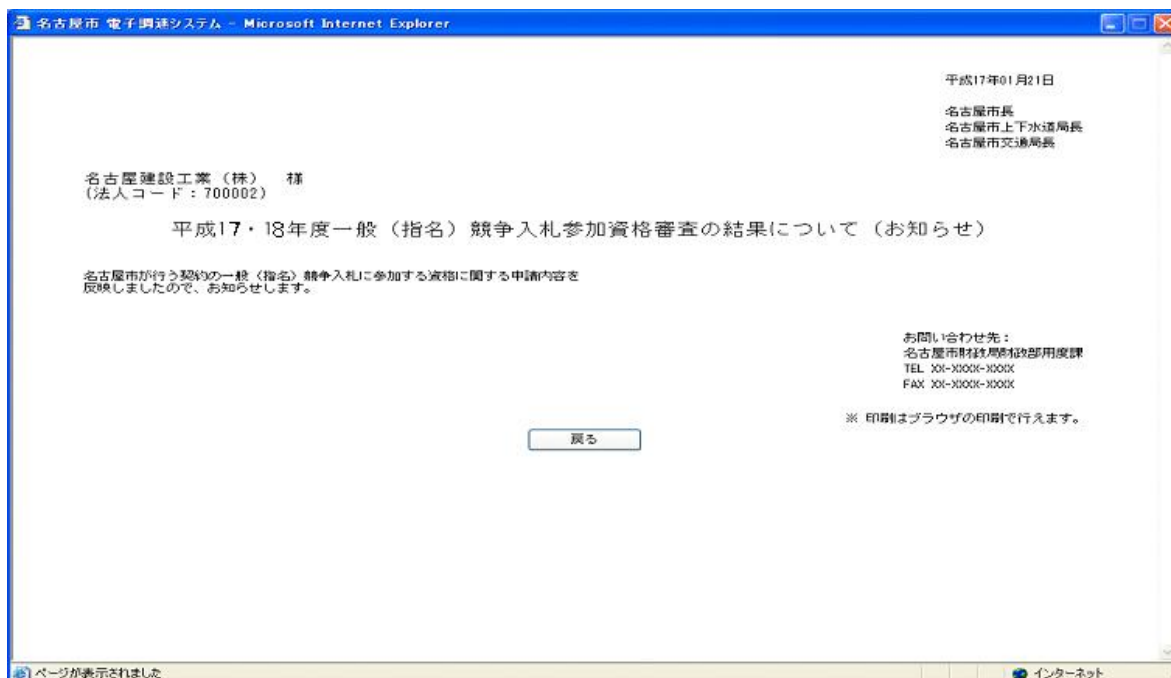 名古屋市 電子調達システム - Microsoft Internet Explorer
平成17年01月21日
名古屋市長
名古屋市上下水道局長
名古屋市交通局長
名古屋建設工業（株） 様
(法人コード：700002)
平成17・18年度一般（指名）競争入札参加資格審査の結果について（お知らせ）
名古屋市が行う契約の一般（指名）競争入札に参加する資格に関する申請内容を
反映しましたので、お知らせします。
お問い合わせ先：
名古屋市財政局財政部用度課
TEL XX-XXXX-XXXX
FAX XX-XXXX-XXXX
※ 印刷はブラウザの印刷で行えます。
戻る
ページが表示されました
インターネット